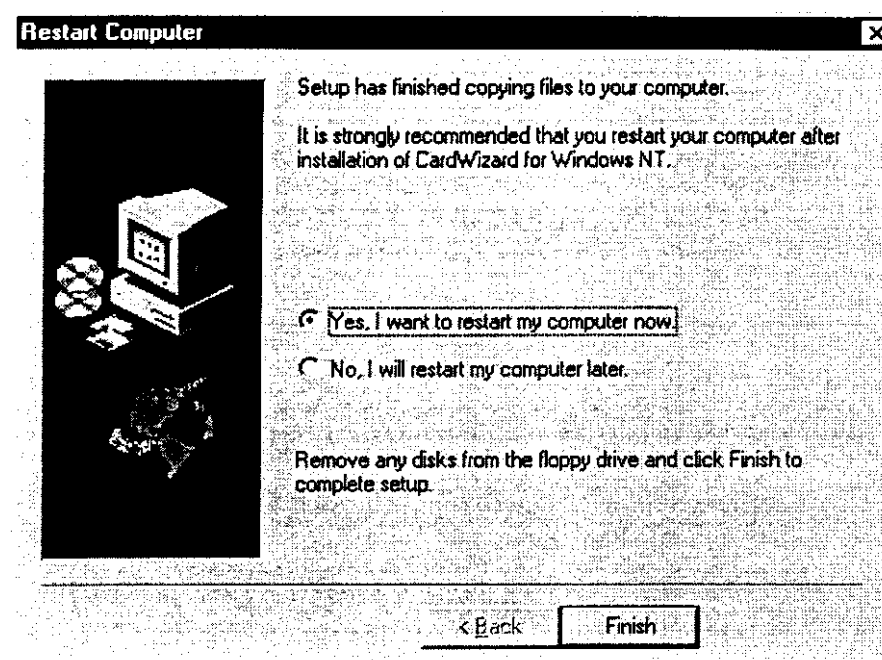 Restart Computer
Setup has finished copying files to your computer.
It is strongly recommended that you restart your computer after
installation of CardWizard for Windows NT.
Yes, I want to restart my computer now.
No, I will restart my computer later.
Remove any disks from the floppy drive and click Finish to
complete setup.
< Back
Finish